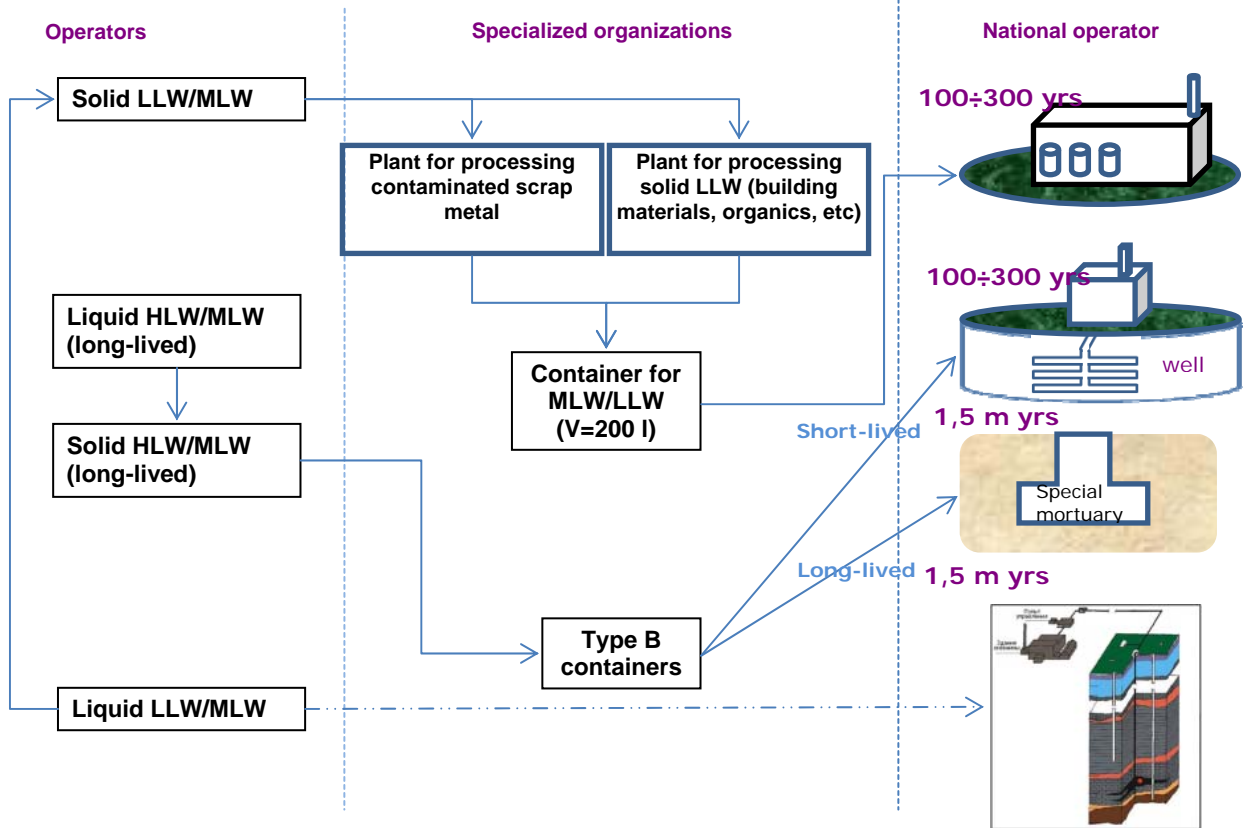 Operators
Specialized organizations
National operator
Solid LLW/MLW
100÷300 yrs
Plant for processing
contaminated scrap
metal
Plant for processing
solid LLW (building
materials, organics, etc)
100÷300 yrs
Liquid HLW/MLW
(long-lived)
well
Container for
MLW/LLW
(V=200 l)
Short-lived
1,5 m yrs
Solid HLW/MLW
(long-lived)
Special
mortuary
Long-lived
1,5 m yrs
Type B
containers
Liquid LLW/MLW